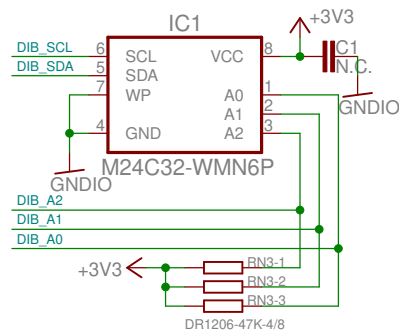 IC1
+3V3
DIB_SCL 6 SCL VCC 8 C1
DIB_SDA 5 SDA N.C.
7 WP A0 1
GNDIO
A1 2
4 GND A2 3
M24C32-WMN6P
GNDIO
DIB_A2
DIB_A1
DIB_A0
+3V3 RN3-1
RN3-2
RN3-3
DR1206-47K-4/8